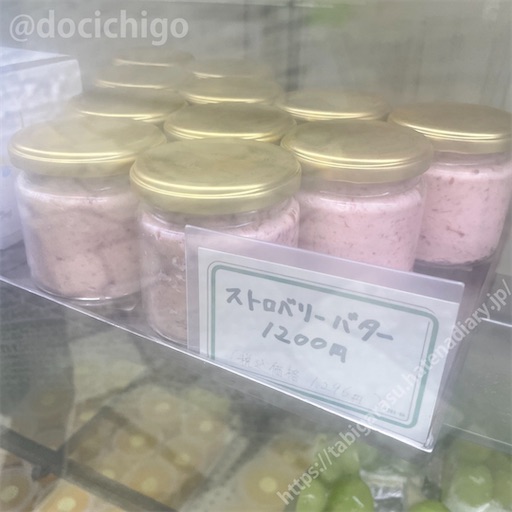 @docichigo
ストロベリーバター
1200円
https://tabigarasu.hatenadiary.jp/